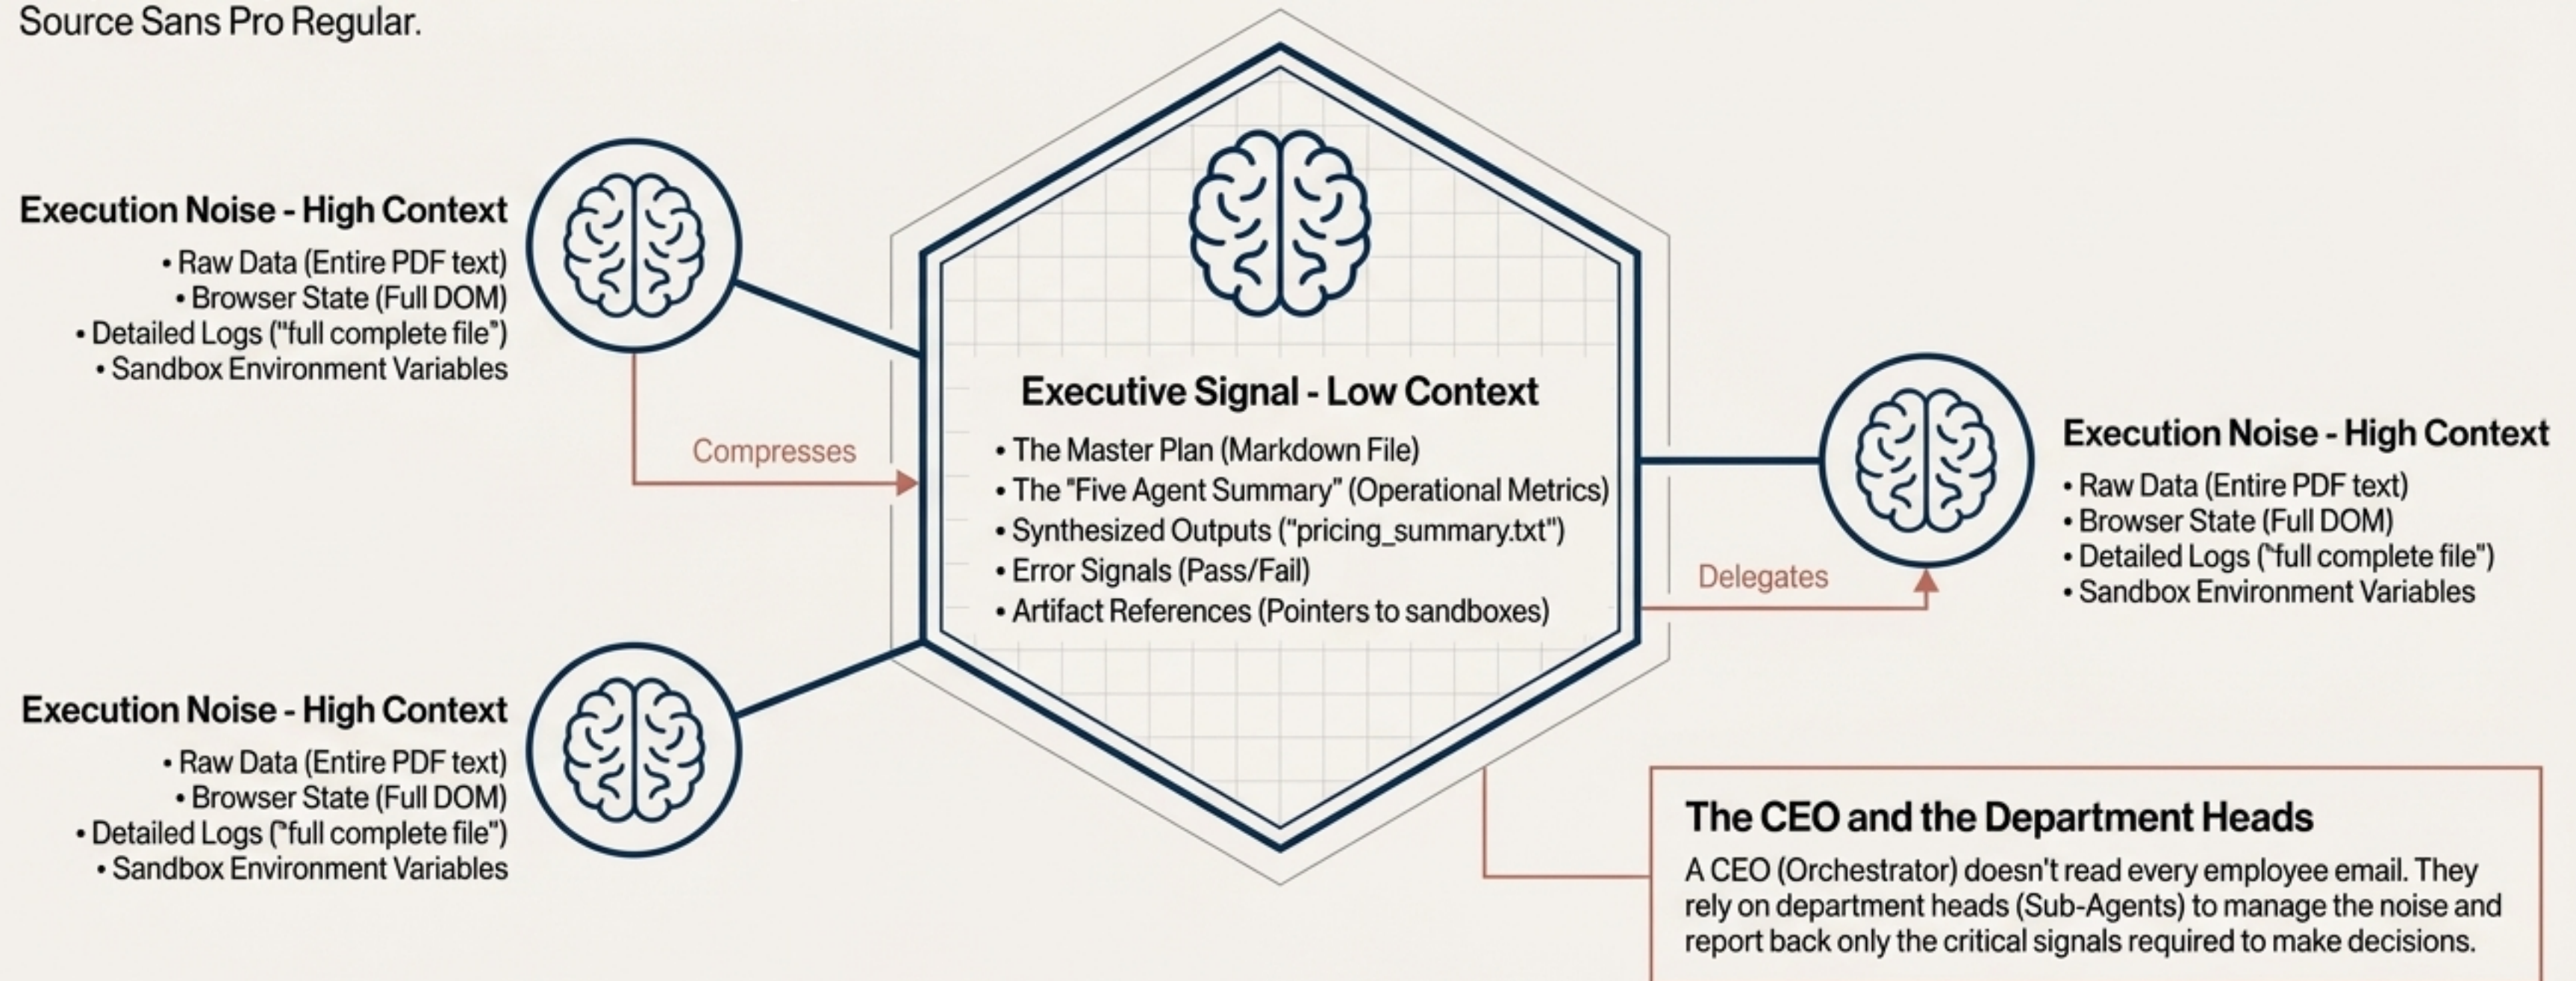 Source Sans Pro Regular.
Execution Noise - High Context
• Raw Data (Entire PDF text)
• Browser State (Full DOM)
• Detailed Logs ("full complete file")
• Sandbox Environment Variables
Compresses
Execution Noise - High Context
• Raw Data (Entire PDF text)
• Browser State (Full DOM)
• Detailed Logs ("full complete file")
• Sandbox Environment Variables
Executive Signal - Low Context
• The Master Plan (Markdown File)
• The "Five Agent Summary" (Operational Metrics)
• Synthesized Outputs ("pricing_summary.txt")
• Error Signals (Pass/Fail)
• Artifact References (Pointers to sandboxes)
Delegates
Execution Noise - High Context
• Raw Data (Entire PDF text)
• Browser State (Full DOM)
• Detailed Logs ("full complete file")
• Sandbox Environment Variables
The CEO and the Department Heads
A CEO (Orchestrator) doesn't read every employee email. They
rely on department heads (Sub-Agents) to manage the noise and
report back only the critical signals required to make decisions.